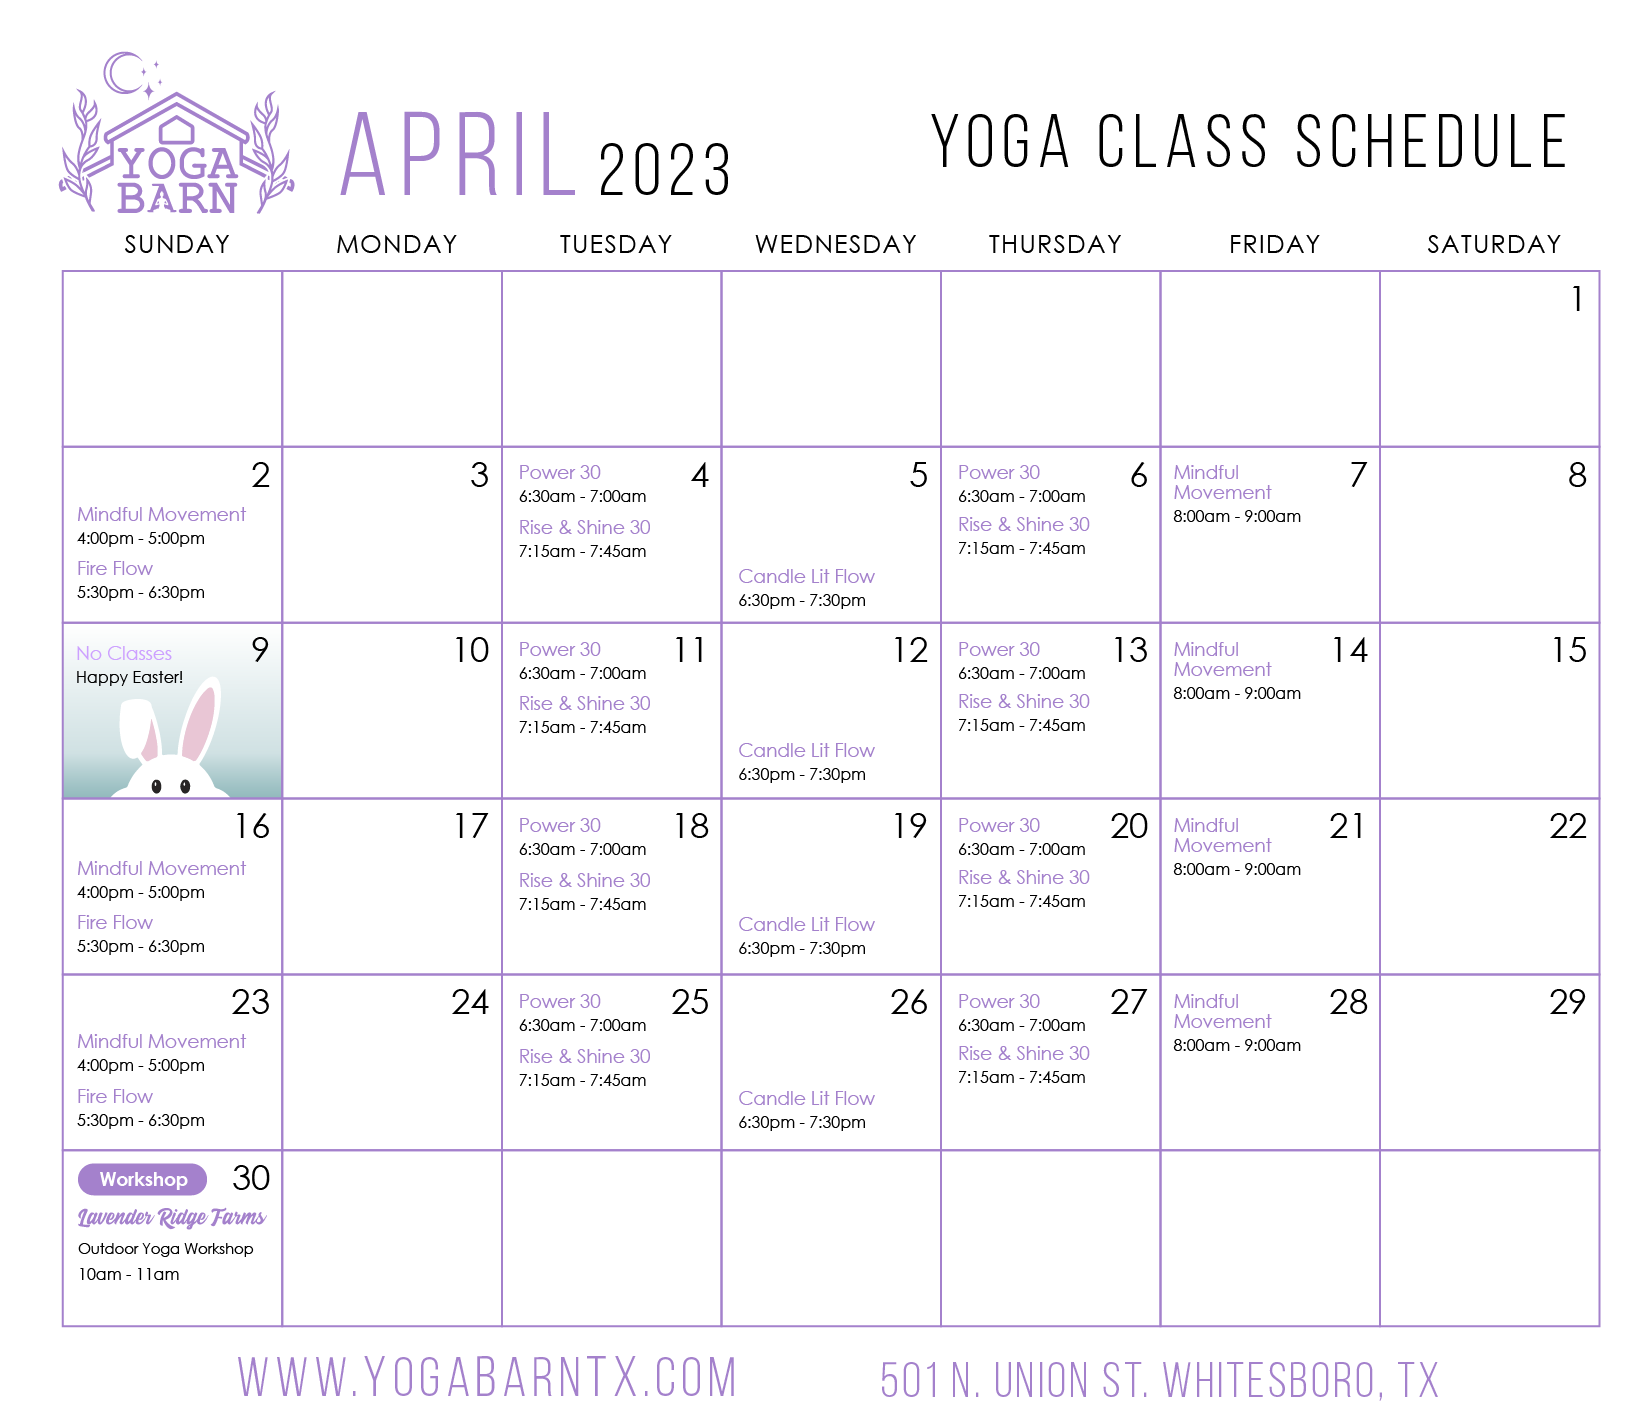 YOGA
BARN
APRIL 2023
YOGA CLASS SCHEDULE
SUNDAY MONDAY TUESDAY WEDNESDAY THURSDAY FRIDAY SATURDAY
1
2
Mindful Movement
4:00pm - 5:00pm
Fire Flow
5:30pm - 6:30pm
3
4
Power 30
6:30am - 7:00am
Rise & Shine 30
7:15am - 7:45am
5
Candle Lit Flow
6:30pm - 7:30pm
6
Power 30
6:30am - 7:00am
Rise & Shine 30
7:15am - 7:45am
7
Mindful
Movement
8:00am - 9:00am
8
9
No Classes
Happy Easter!
10
11
Power 30
6:30am - 7:00am
Rise & Shine 30
7:15am - 7:45am
12
Candle Lit Flow
6:30pm - 7:30pm
13
Power 30
6:30am - 7:00am
Rise & Shine 30
7:15am - 7:45am
14
Mindful
Movement
8:00am - 9:00am
15
16
Mindful Movement
4:00pm - 5:00pm
Fire Flow
5:30pm - 6:30pm
17
18
Power 30
6:30am - 7:00am
Rise & Shine 30
7:15am - 7:45am
19
Candle Lit Flow
6:30pm - 7:30pm
20
Power 30
6:30am - 7:00am
Rise & Shine 30
7:15am - 7:45am
21
Mindful
Movement
8:00am - 9:00am
22
23
Mindful Movement
4:00pm - 5:00pm
Fire Flow
5:30pm - 6:30pm
24
25
Power 30
6:30am - 7:00am
Rise & Shine 30
7:15am - 7:45am
26
Candle Lit Flow
6:30pm - 7:30pm
27
Power 30
6:30am - 7:00am
Rise & Shine 30
7:15am - 7:45am
28
Mindful
Movement
8:00am - 9:00am
29
30
Workshop
Lavender Ridge Farms
Outdoor Yoga Workshop
10am - 11am
WWW.YOGABARNTX.COM
501 N. UNION ST. WHITESBORO, TX